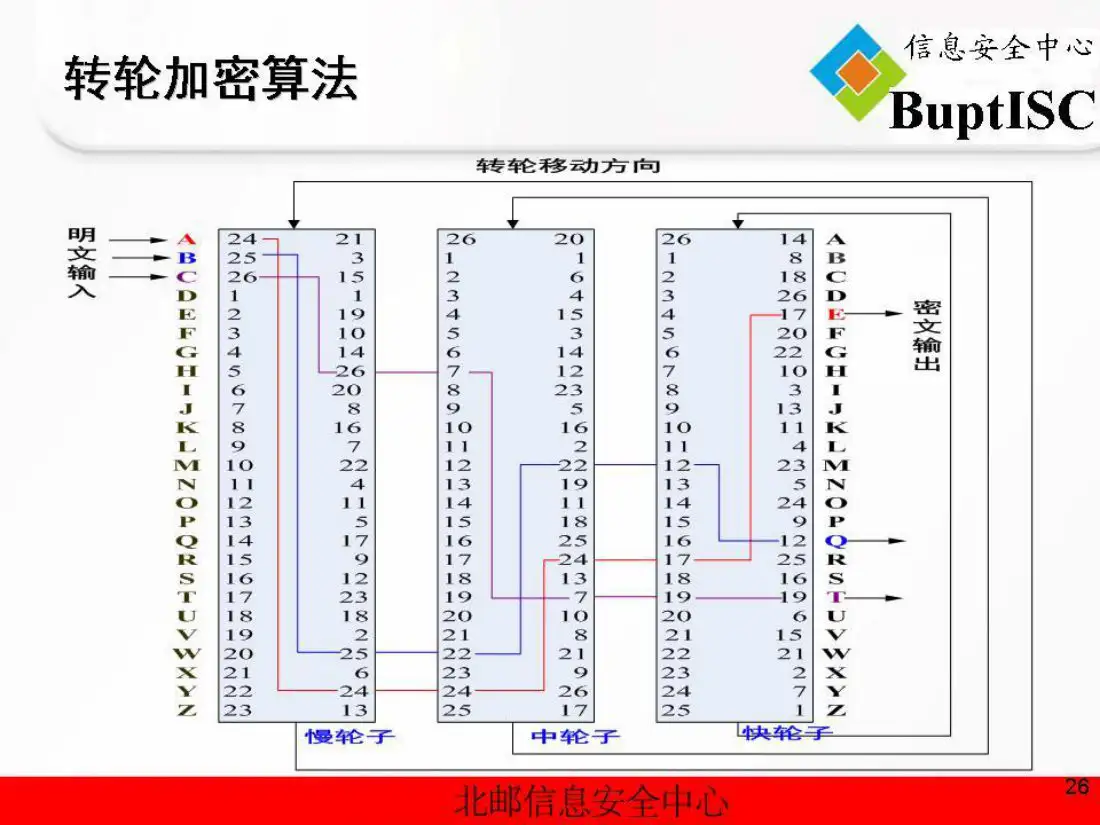 转轮加密算法
信息安全中心
BuptISC
转轮移动方向
明文输入
密文输出
A 24 21 26 20 26 14 A
B 25 3 1 1 1 8 B
C 26 15 2 6 2 18 C
D 1 1 3 4 3 26 D
E 2 19 4 15 4 17 E
F 3 10 5 3 5 20 F
G 4 14 6 14 6 22 G
H 5 26 7 12 7 10 H
I 6 20 8 23 8 3 I
J 7 8 9 5 9 13 J
K 8 16 10 16 10 11 K
L 9 7 11 2 11 4 L
M 10 22 12 22 12 23 M
N 11 4 13 19 13 5 N
O 12 11 14 11 14 24 O
P 13 5 15 18 15 9 P
Q 14 17 16 25 16 12 Q
R 15 9 17 24 17 25 R
S 16 12 18 13 18 16 S
T 17 23 19 7 19 19 T
U 18 18 20 10 20 6 U
V 19 2 21 8 21 15 V
W 20 25 22 21 22 21 W
X 21 6 23 9 23 2 X
Y 22 24 24 26 24 7 Y
Z 23 13 25 17 25 1 Z
慢轮子 中轮子 快轮子
北邮信息安全中心
26